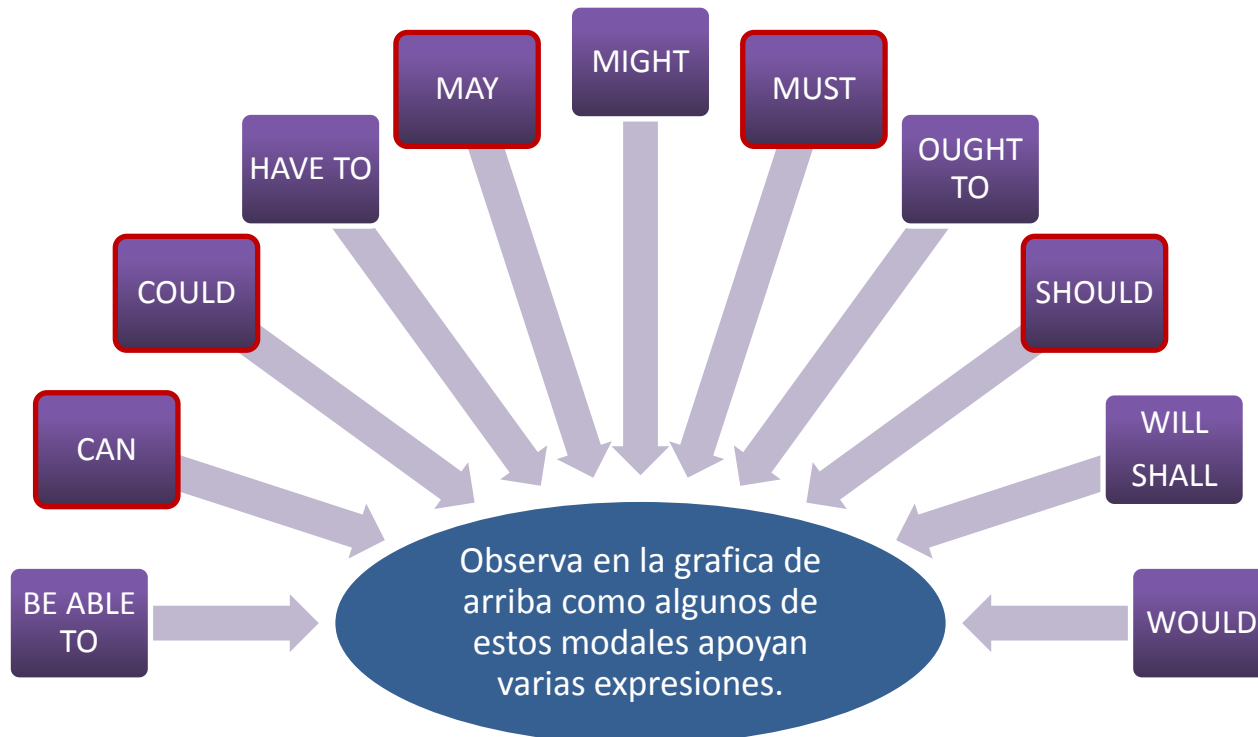 MIGHT
MAY
MUST
HAVE TO
OUGHT
TO
COULD
SHOULD
CAN
WILL
SHALL
BE ABLE
TO
WOULD
Observa en la grafica de
arriba como algunos de
estos modales apoyan
varias expresiones.